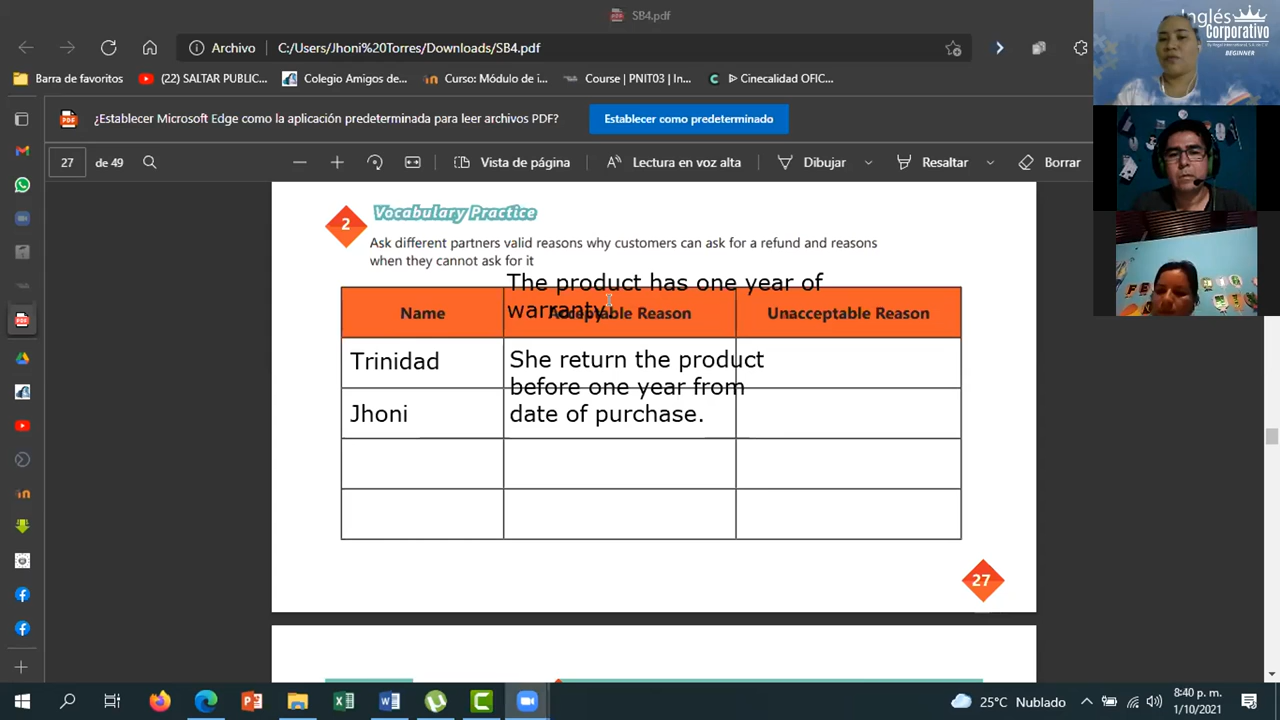 SB4.pdf
Archivo
C:/Users/Jhoni%20Torres/Downloads/SB4.pdf
Barra de favoritos
(22) SALTAR PUBLIC...
Colegio Amigos de...
Curso: Módulo de i...
Course | PNIT03 | In...
▷ Cinecalidad OFIC...
¿Establecer Microsoft Edge como la aplicación predeterminada para leer archivos PDF?
Establecer como predeterminado
27
de 49
Vista de página
Lectura en voz alta
Dibujar
Resaltar
Borrar
2
Vocabulary Practice
Ask different partners valid reasons why customers can ask for a refund and reasons
when they cannot ask for it
The product has one year of
warranty.
Name
Acceptable Reason
Unacceptable Reason
Trinidad
She return the product
before one year from
date of purchase.
Jhoni
27
25°C Nublado
8:40 p. m.
1/10/2021
Inglés
Corporativo
BEGINNER